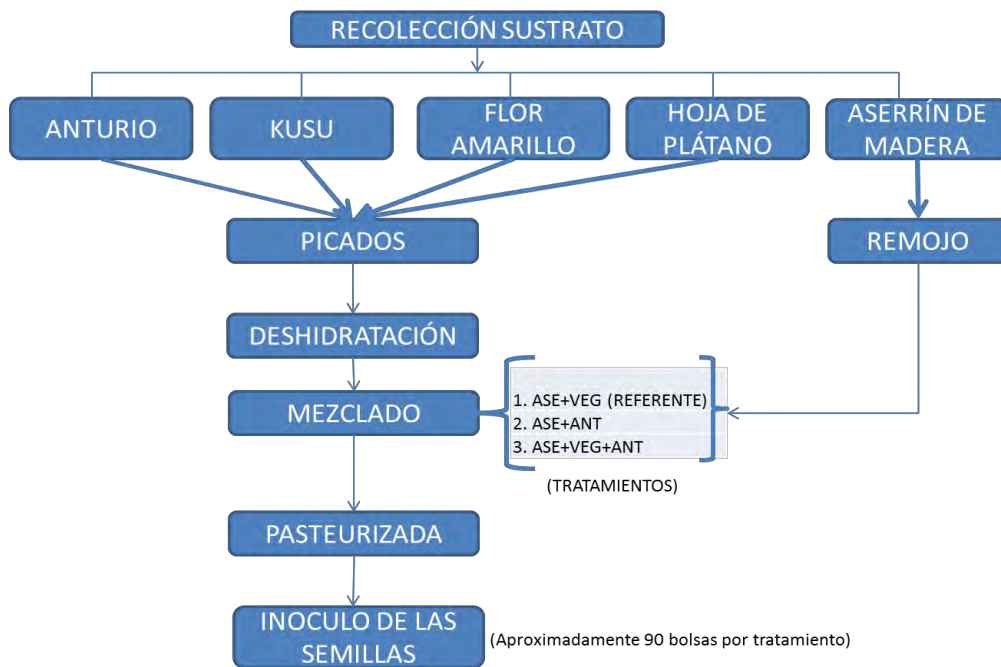 RECOLECCIÓN SUSTRATO
ANTURIO
KUSU
FLOR
AMARILLO
HOJA DE
PLÁTANO
ASERRÍN DE
MADERA
PICADOS
REMOJO
DESHIDRATACIÓN
MEZCLADO
1. ASE+VEG (REFERENTE)
2. ASE+ANT
3. ASE+VEG+ANT
(TRATAMIENTOS)
PASTEURIZADA
INOCULO DE LAS
SEMILLAS
(Aproximadamente 90 bolsas por tratamiento)